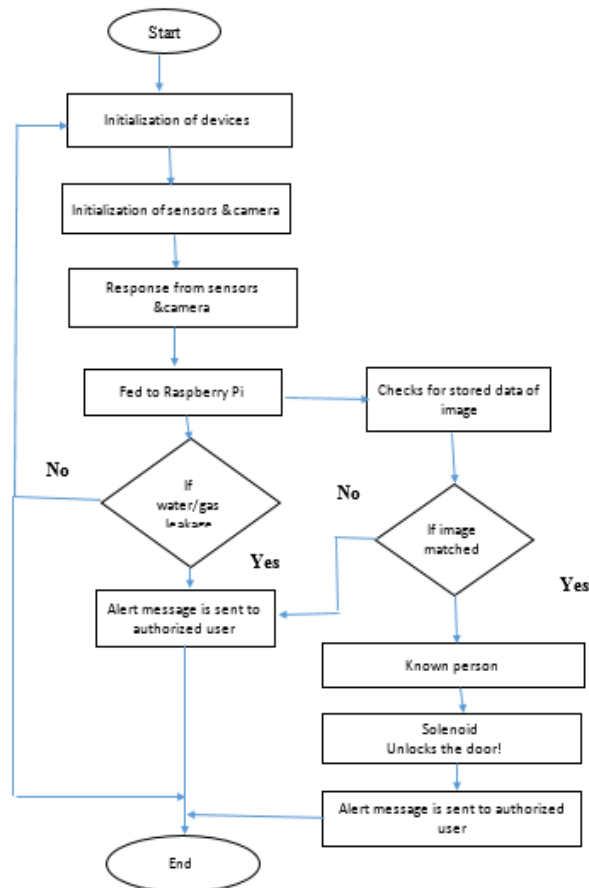 Start
Initialization of devices
Initialization of sensors &camera
Response from sensors
&camera
Fed to Raspberry Pi
Checks for stored data of
image
No
If
water/gas
leakage
Yes
No
If image
matched
Yes
Alert message is sent to
authorized user
Known person
Solenoid
Unlocks the door!
Alert message is sent to authorized
user
End